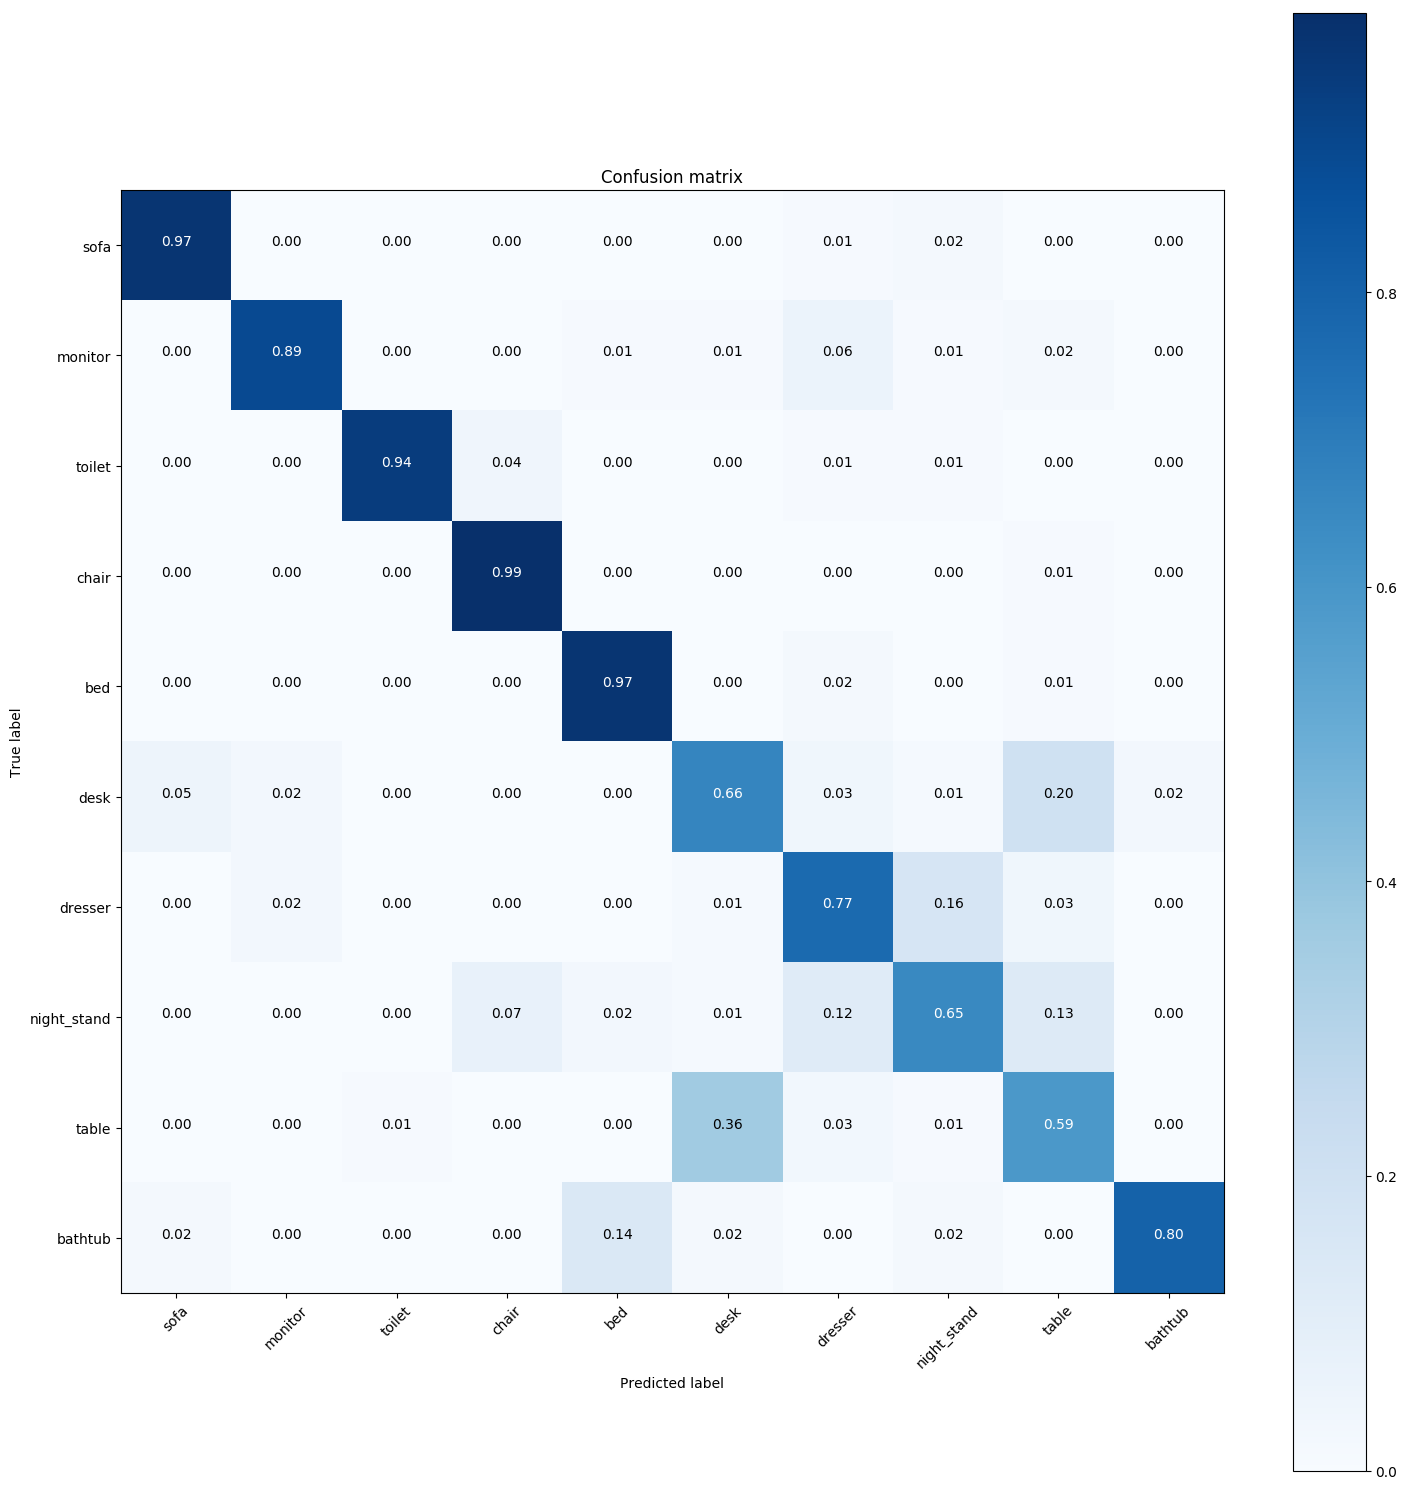 Confusion matrix
sofa 0.97 0.00 0.00 0.00 0.00 0.00 0.01 0.02 0.00 0.00
monitor 0.00 0.89 0.00 0.00 0.01 0.01 0.06 0.01 0.02 0.00
toilet 0.00 0.00 0.94 0.04 0.00 0.00 0.01 0.01 0.00 0.00
chair 0.00 0.00 0.00 0.99 0.00 0.00 0.00 0.00 0.01 0.00
bed 0.00 0.00 0.00 0.00 0.97 0.00 0.02 0.00 0.01 0.00
desk 0.05 0.02 0.00 0.00 0.00 0.66 0.03 0.01 0.20 0.02
dresser 0.00 0.02 0.00 0.00 0.00 0.01 0.77 0.16 0.03 0.00
night_stand 0.00 0.00 0.00 0.07 0.02 0.01 0.12 0.65 0.13 0.00
table 0.00 0.00 0.01 0.00 0.00 0.36 0.03 0.01 0.59 0.00
bathtub 0.02 0.00 0.00 0.00 0.14 0.02 0.00 0.02 0.00 0.80
sofa monitor toilet chair bed desk dresser night_stand table bathtub
Predicted label
True label
0.8
0.6
0.4
0.2
0.0